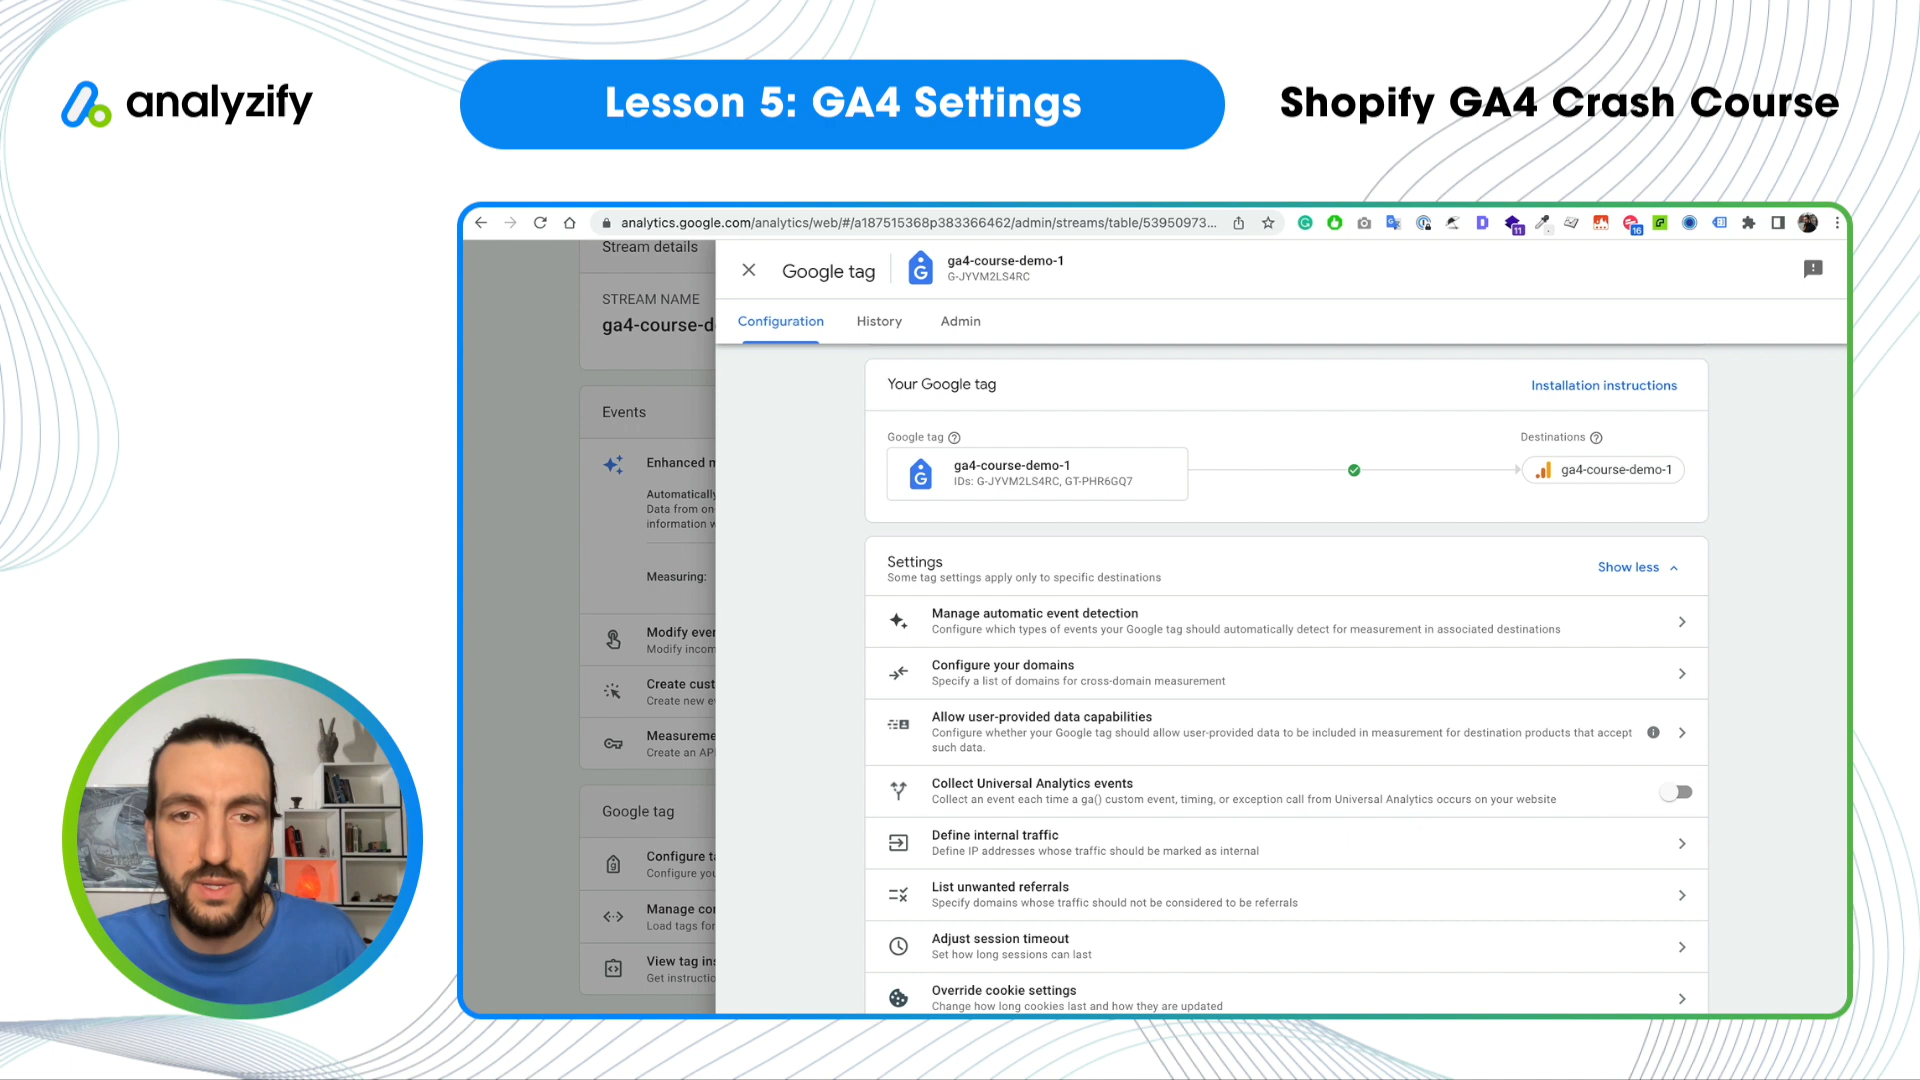 analyzify
Lesson 5: GA4 Settings
Shopify GA4 Crash Course
analytics.google.com/analytics/web/#/a187515368p383366462/admin/streams/table/53950973...
11
16
Stream details
STREAM NAME
ga4-course-d
Events
Enhanced m
Automatically
Data from on-
information w
Measuring:
Modify ever
Modify incom
Create cust
Create new e
Measureme
Create an AP
Google tag
Configure ta
Configure you
Manage cor
Load tags for
View tag ins
Get instructio
Google tag
ga4-course-demo-1
G-JYVM2LS4RC
Configuration
History
Admin
Your Google tag
Installation instructions
Google tag
Destinations
ga4-course-demo-1
IDs: G-JYVM2LS4RC, GT-PHR6GQ7
ga4-course-demo-1
Settings
Some tag settings apply only to specific destinations
Show less
Manage automatic event detection
Configure which types of events your Google tag should automatically detect for measurement in associated destinations
Configure your domains
Specify a list of domains for cross-domain measurement
Allow user-provided data capabilities
Configure whether your Google tag should allow user-provided data to be included in measurement for destination products that accept
such data.
Collect Universal Analytics events
Collect an event each time a ga() custom event, timing, or exception call from Universal Analytics occurs on your website
Define internal traffic
Define IP addresses whose traffic should be marked as internal
List unwanted referrals
Specify domains whose traffic should not be considered to be referrals
Adjust session timeout
Set how long sessions can last
Override cookie settings
Change how long cookies last and how they are updated